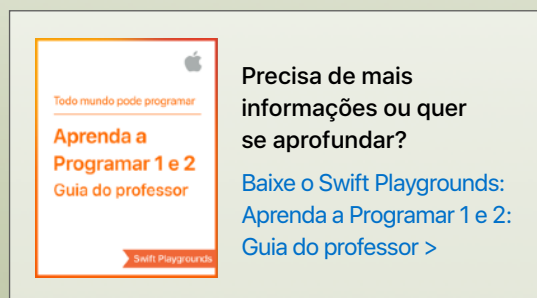 Todo mundo pode programar
Aprenda a
Programar 1 e 2
Guia do professor
Swift Playgrounds
Precisa de mais
informações ou quer
se aprofundar?
Baixe o Swift Playgrounds:
Aprenda a Programar 1 e 2:
Guia do professor >